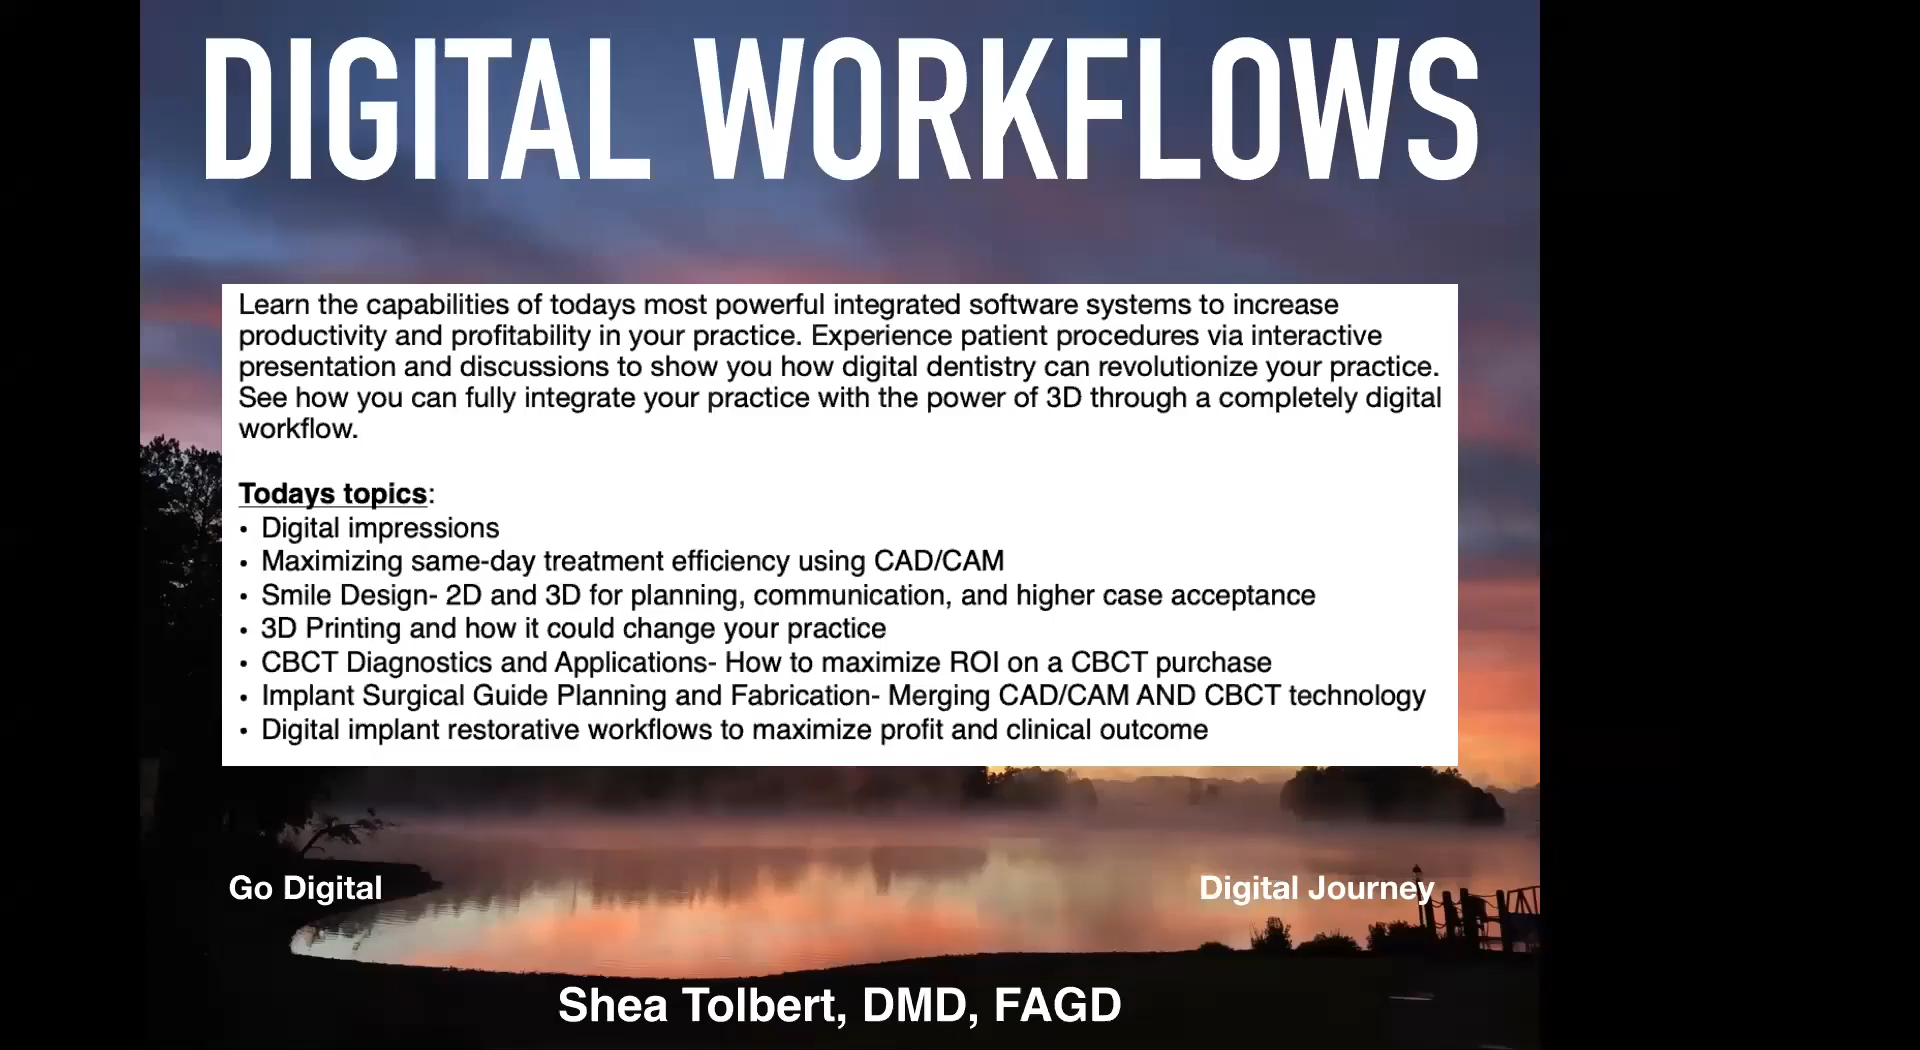 DIGITAL WORKFLOWS
Learn the capabilities of todays most powerful integrated software systems to increase
productivity and profitability in your practice. Experience patient procedures via interactive
presentation and discussions to show you how digital dentistry can revolutionize your practice.
See how you can fully integrate your practice with the power of 3D through a completely digital
workflow.
Todays topics:
• Digital impressions
• Maximizing same-day treatment efficiency using CAD/CAM
• Smile Design- 2D and 3D for planning, communication, and higher case acceptance
• 3D Printing and how it could change your practice
• CBCT Diagnostics and Applications- How to maximize ROI on a CBCT purchase
• Implant Surgical Guide Planning and Fabrication- Merging CAD/CAM AND CBCT technology
• Digital implant restorative workflows to maximize profit and clinical outcome
Go Digital
Digital Journey
Shea Tolbert, DMD, FAGD